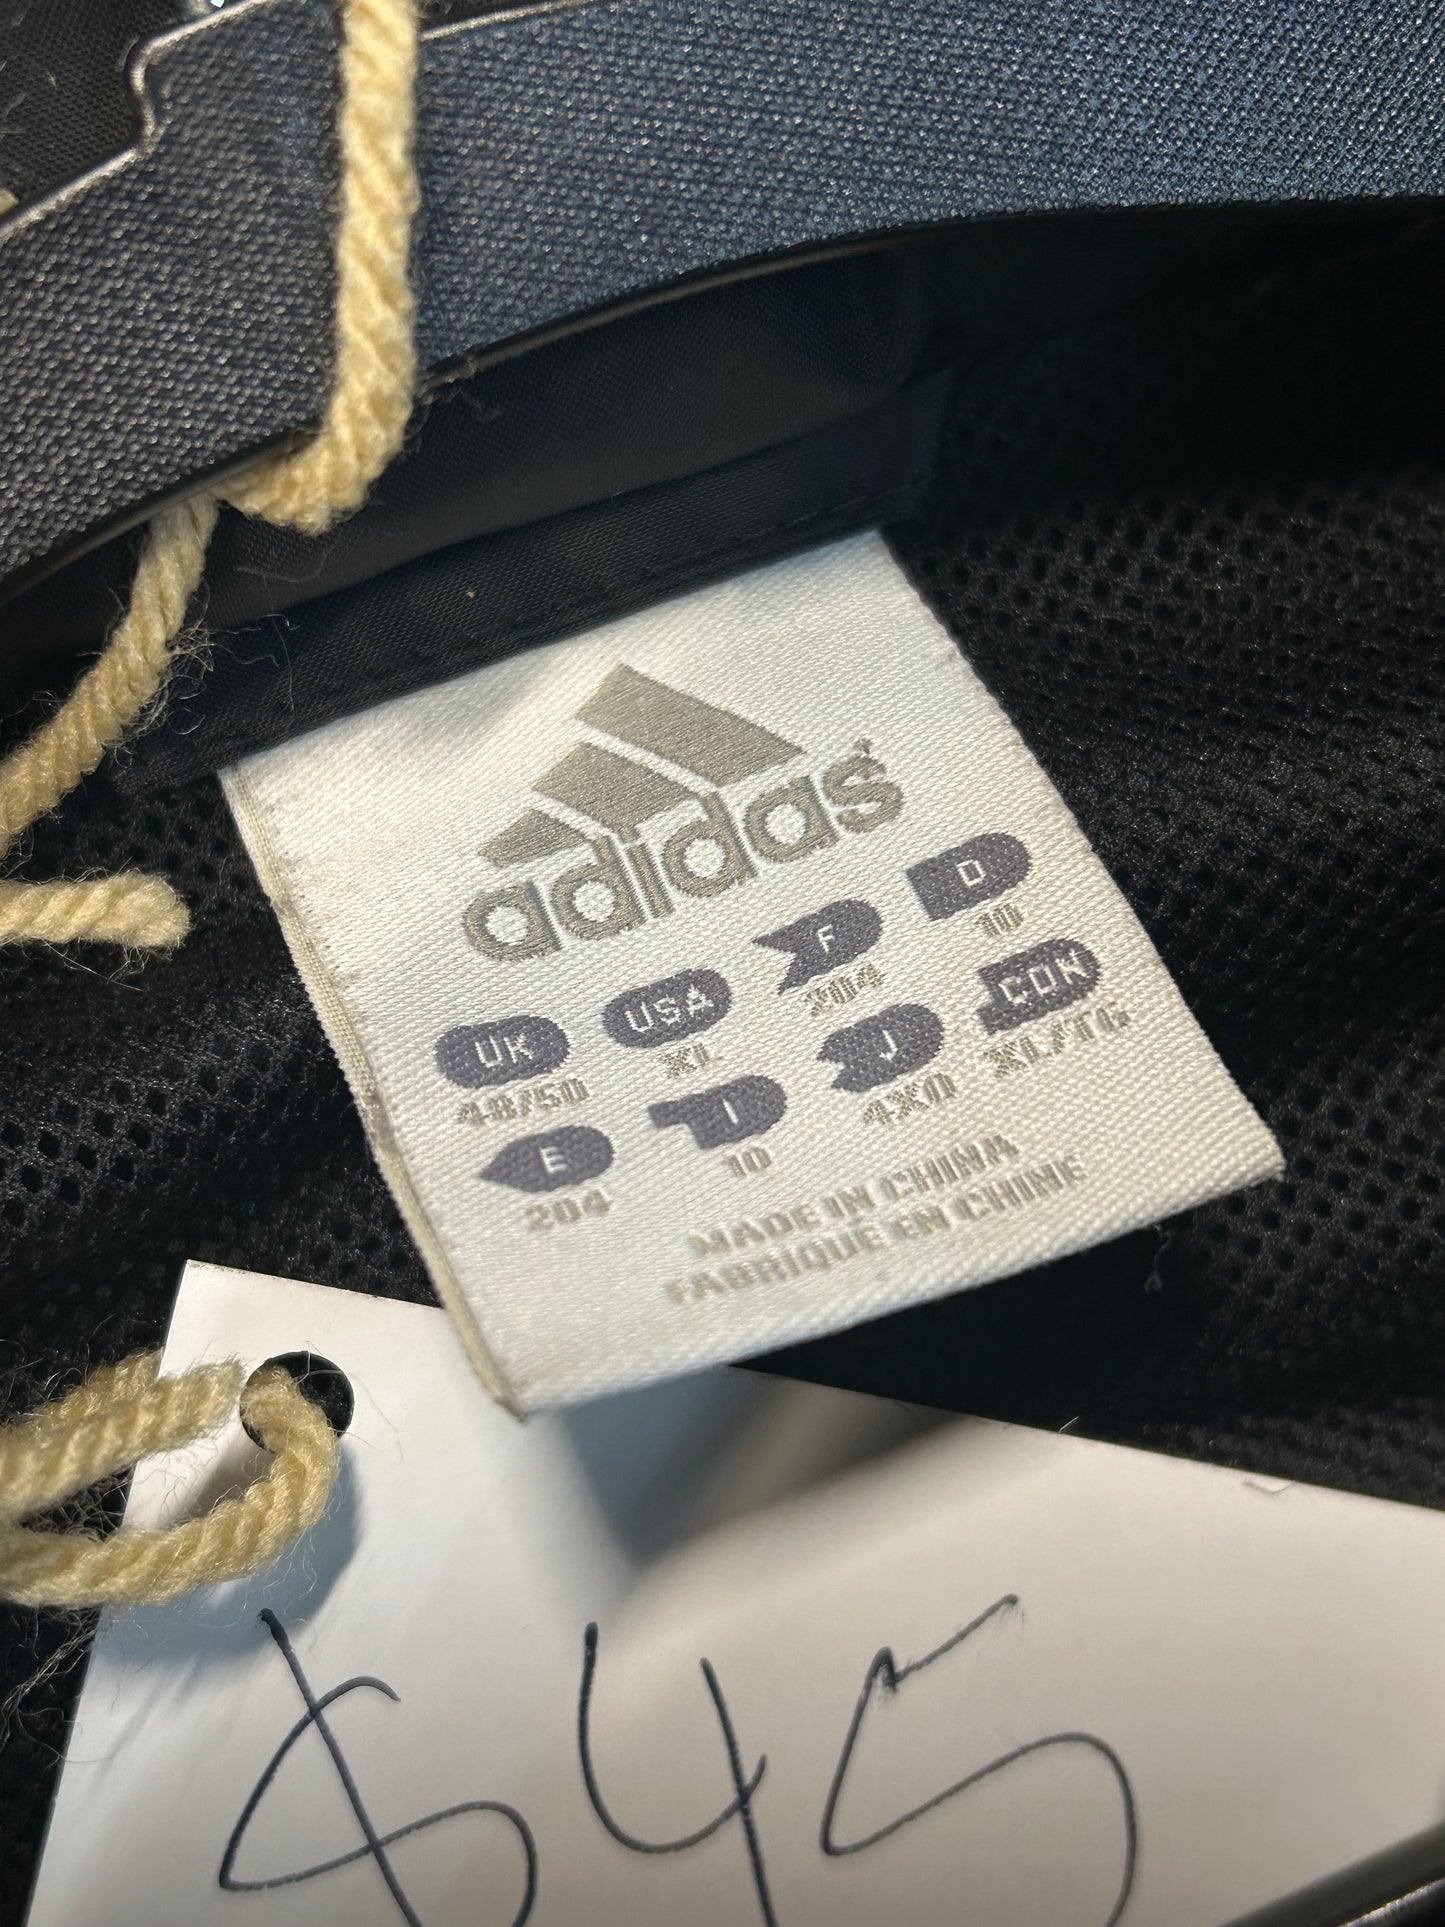 adidas
UK USA F D
48/50 XL 204 10
E I J CDN
204 10 4XO XL/TG
MADE IN CHINA
FABRIQUÉ EN CHINE
$45